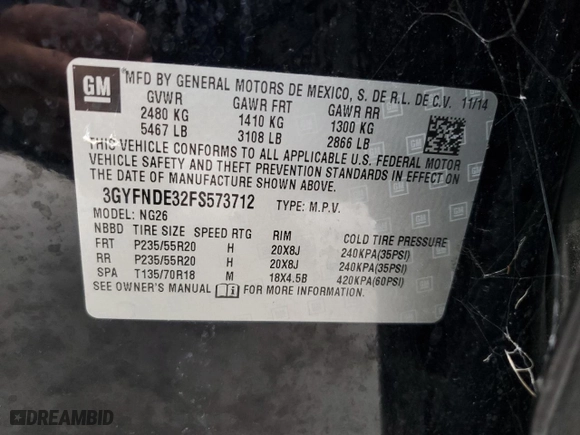 GM MFD BY GENERAL MOTORS DE MEXICO, S. DE R.L. DE C.V. 11/14
GVWR GAWR FRT GAWR RR
2480 KG 1410 KG 1300 KG
5467 LB 3108 LB 2866 LB
THIS VEHICLE CONFORMS TO ALL APPLICABLE U.S. FEDERAL MOTOR
VEHICLE SAFETY AND THEFT PREVENTION STANDARDS IN EFFECT ON
THE DATE OF MANUFACTURE SHOWN ABOVE.
3GYFNDE32FS573712 TYPE: M.P.V.
MODEL: NG26
NBBD TIRE SIZE SPEED RTG RIM COLD TIRE PRESSURE
FRT P235/55R20 H 20X8J 240KPA(35PSI)
RR P235/55R20 H 20X8J 240KPA(35PSI)
SPA T135/70R18 M 18X4.5B 420KPA(60PSI)
SEE OWNER'S MANUAL FOR MORE INFORMATION
DREAMBID